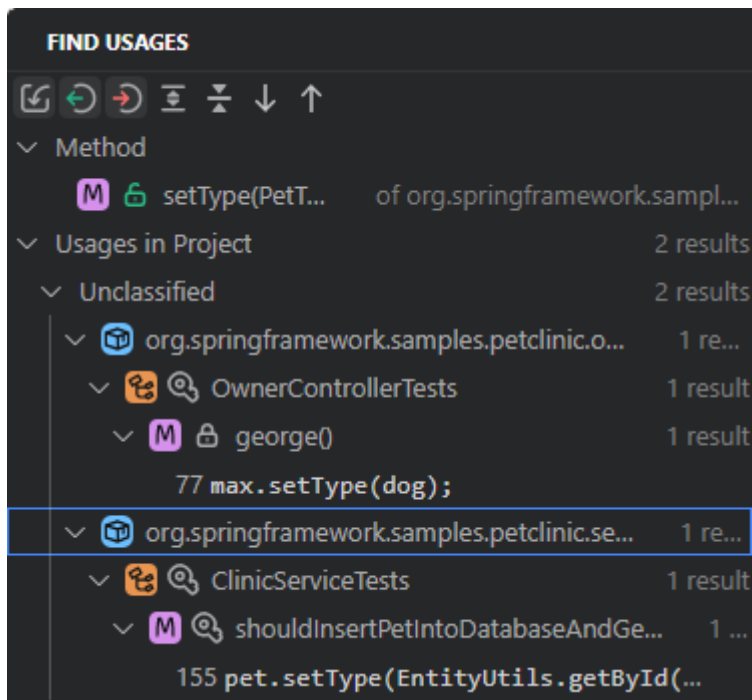 FIND USAGES
Method
M setType(PetT... of org.springframework.sampl...
Usages in Project 2 results
Unclassified 2 results
org.springframework.samples.petclinic.o... 1 re...
OwnerControllerTests 1 result
M george() 1 result
77 max.setType(dog);
org.springframework.samples.petclinic.se... 1 re...
ClinicServiceTests 1 result
M shouldInsertPetIntoDatabaseAndGe... 1 ...
155 pet.setType(EntityUtils.getById(...